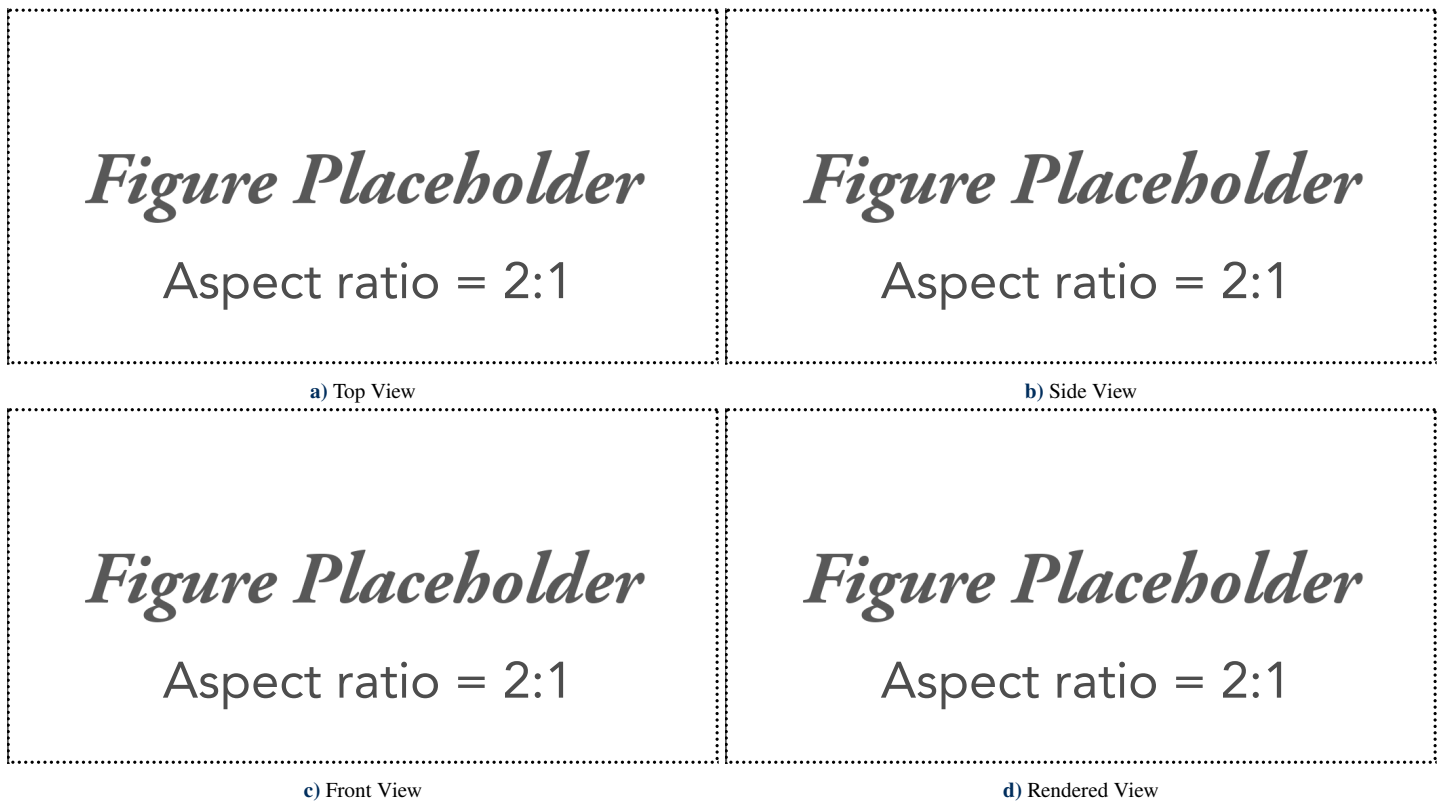 Figure Placeholder
Aspect ratio = 2:1
a) Top View
Figure Placeholder
Aspect ratio = 2:1
b) Side View
Figure Placeholder
Aspect ratio = 2:1
c) Front View
Figure Placeholder
Aspect ratio = 2:1
d) Rendered View